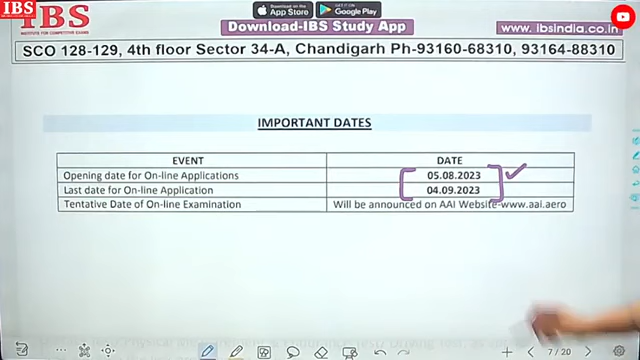 IBS
IBS
INSTITUTE FOR COMPETITIVE EXAMS
Download on the
App Store
GET IT ON
Google Play
Download-IBS Study App
www.ibsindia.co.in
SCO 128-129, 4th floor Sector 34-A, Chandigarh Ph-93160-68310, 93164-88310
IMPORTANT DATES
EVENT DATE
Opening date for On-line Applications 05.08.2023
Last date for On-line Application 04.09.2023
Tentative Date of On-line Examination Will be announced on AAI Website-www.aai.aero
7 / 20